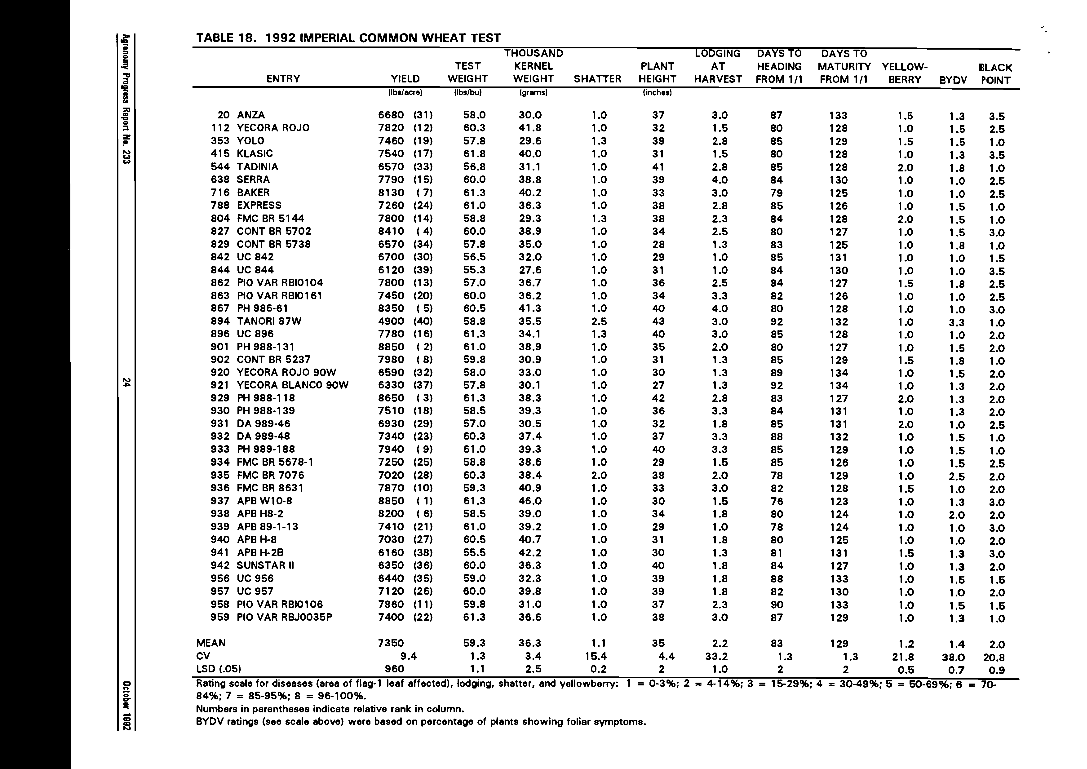 TABLE 18. 1992 IMPERIAL COMMON WHEAT TEST
THOUSAND LODGING DAYS TO DAYS TO
TEST KERNEL PLANT AT HEADING MATURITY YELLOW- BLACK
ENTRY YIELD WEIGHT WEIGHT SHATTER HEIGHT HARVEST FROM 1/1 FROM 1/1 BERRY BYDV POINT
(lbs/acre) (lbs/bu) (grams) (inches)
20 ANZA 6680 (31) 58.0 30.0 1.0 37 3.0 87 133 1.5 1.3 3.5
112 YECORA ROJO 7820 (12) 60.3 41.8 1.0 32 1.5 80 128 1.0 1.5 2.5
353 YOLO 7460 (19) 57.8 29.6 1.3 39 2.8 85 129 1.5 1.5 1.0
415 KLASIC 7540 (17) 61.8 40.0 1.0 31 1.5 80 128 1.0 1.3 3.5
544 TADINIA 6570 (33) 56.8 31.1 1.0 41 2.8 85 128 2.0 1.8 1.0
638 SERRA 7790 (15) 60.0 38.8 1.0 39 4.0 84 130 1.0 1.0 2.5
716 BAKER 8130 ( 7) 61.3 40.2 1.0 33 3.0 79 125 1.0 1.0 2.5
788 EXPRESS 7260 (24) 61.0 36.3 1.0 38 2.8 85 126 1.0 1.5 1.0
804 FMC BR 5144 7800 (14) 58.8 29.3 1.3 38 2.3 84 128 2.0 1.5 1.0
827 CONT BR 5702 8410 ( 4) 60.0 38.9 1.0 34 2.5 80 127 1.0 1.5 3.0
829 CONT BR 5738 6570 (34) 57.8 35.0 1.0 28 1.3 83 125 1.0 1.8 1.0
842 UC 842 6700 (30) 56.5 32.0 1.0 29 1.0 85 131 1.0 1.0 1.5
844 UC 844 6120 (39) 55.3 27.6 1.0 31 1.0 84 130 1.0 1.0 3.5
862 PIO VAR RBI0104 7800 (13) 57.0 36.7 1.0 36 2.5 84 127 1.5 1.8 2.5
863 PIO VAR RBI0161 7450 (20) 60.0 36.2 1.0 34 3.3 82 126 1.0 1.0 2.5
867 PH 986-61 8350 ( 5) 60.5 41.3 1.0 40 4.0 80 128 1.0 1.0 3.0
894 TANORI 87W 4900 (40) 58.8 35.5 2.5 43 3.0 92 132 1.0 3.3 1.0
896 UC 896 7780 (16) 61.3 34.1 1.3 40 3.0 85 128 1.0 1.0 2.0
901 PH 988-131 8850 ( 2) 61.0 38.9 1.0 35 2.0 80 127 1.0 1.5 2.0
902 CONT BR 5237 7980 ( 8) 59.8 30.9 1.0 31 1.3 85 129 1.5 1.8 1.0
920 YECORA ROJO 90W 6590 (32) 58.0 33.0 1.0 30 1.3 89 134 1.0 1.5 2.0
921 YECORA BLANCO 90W 6330 (37) 57.8 30.1 1.0 27 1.3 92 134 1.0 1.3 2.0
929 PH 988-118 8650 ( 3) 61.3 38.3 1.0 42 2.8 83 127 2.0 1.3 2.0
930 PH 988-139 7510 (18) 58.5 39.3 1.0 36 3.3 84 131 1.0 1.3 2.0
931 DA 989-46 6930 (29) 57.0 30.5 1.0 32 1.8 85 131 2.0 1.0 2.5
932 DA 989-48 7340 (23) 60.3 37.4 1.0 37 3.3 88 132 1.0 1.5 1.0
933 PH 989-188 7940 ( 9) 61.0 39.3 1.0 40 3.3 85 129 1.0 1.5 1.0
934 FMC BR 5678-1 7250 (25) 58.8 38.6 1.0 29 1.5 85 126 1.0 1.5 2.5
935 FMC BR 7076 7020 (28) 60.3 38.4 2.0 38 2.0 78 129 1.0 2.5 2.0
936 FMC BR 8631 7870 (10) 59.3 40.9 1.0 33 3.0 82 128 1.5 1.0 2.0
937 APB W10-8 8850 ( 1) 61.3 46.0 1.0 30 1.5 76 123 1.0 1.3 3.0
938 APB H8-2 8200 ( 6) 58.5 39.0 1.0 34 1.8 80 124 1.0 2.0 2.0
939 APB 89-1-13 7410 (21) 61.0 39.2 1.0 29 1.0 78 124 1.0 1.0 3.0
940 APB H-8 7030 (27) 60.5 40.7 1.0 31 1.8 80 125 1.0 1.0 2.0
941 APB H-2B 6160 (38) 55.5 42.2 1.0 30 1.3 81 131 1.5 1.3 3.0
942 SUNSTAR II 6350 (36) 60.0 36.3 1.0 40 1.8 84 127 1.0 1.3 2.0
956 UC 956 6440 (35) 59.0 32.3 1.0 39 1.8 88 133 1.0 1.5 1.5
957 UC 957 7120 (26) 60.0 39.8 1.0 39 1.8 82 130 1.0 1.0 2.0
958 PIO VAR RBI0106 7860 (11) 59.8 31.0 1.0 37 2.3 90 133 1.0 1.5 1.5
959 PIO VAR RBJ0035P 7400 (22) 61.3 36.6 1.0 38 3.0 87 129 1.0 1.3 1.0
MEAN 7350 59.3 36.3 1.1 35 2.2 83 129 1.2 1.4 2.0
CV 9.4 1.3 3.4 15.4 4.4 33.2 1.3 1.3 21.8 38.0 20.8
LSD (.05) 960 1.1 2.5 0.2 2 1.0 2 2 0.5 0.7 0.9
Rating scale for diseases (area of flag-1 leaf affected), lodging, shatter, and yellowberry: 1 = 0-3%; 2 = 4-14%; 3 = 15-29%; 4 = 30-49%; 5 = 50-69%; 6 = 70-
84%; 7 = 85-95%; 8 = 96-100%.
Numbers in parentheses indicate relative rank in column.
BYDV ratings (see scale above) were based on percentage of plants showing foliar symptoms.
Agronomy Progress Report No. 233
24
October 1992